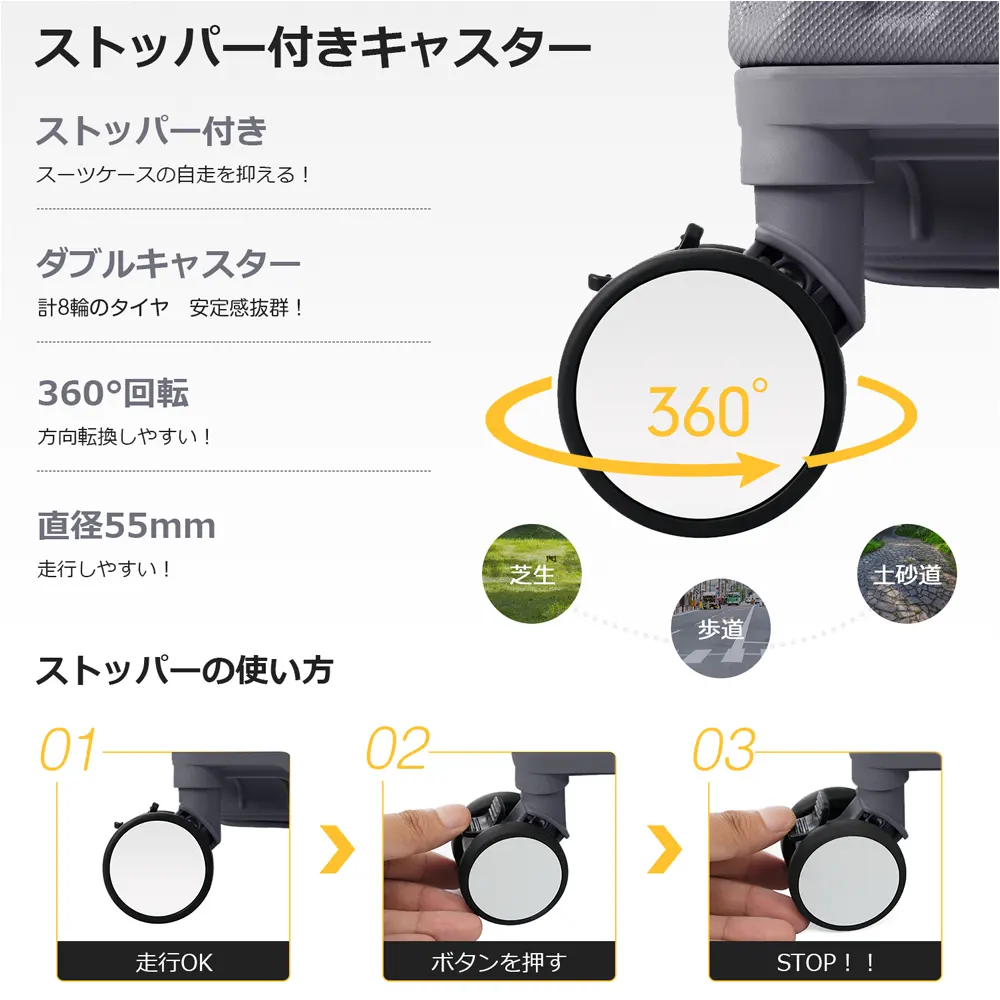 ストッパー付きキャスター
ストッパー付き
スーツケースの自走を抑える！
ダブルキャスター
計8輪のタイヤ　安定感抜群！
360°回転
方向転換しやすい！
直径55mm
走行しやすい！
360°
芝生
歩道
土砂道
ストッパーの使い方
01
走行OK
02
ボタンを押す
03
STOP！！